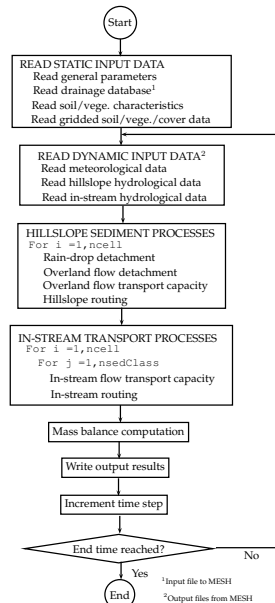 Start
READ STATIC INPUT DATA
Read general parameters
Read drainage database¹
Read soil/vege. characteristics
Read gridded soil/vege./cover data
READ DYNAMIC INPUT DATA²
Read meteorological data
Read hillslope hydrological data
Read in-stream hydrological data
HILLSLOPE SEDIMENT PROCESSES
For i =1,ncell
Rain-drop detachment
Overland flow detachment
Overland flow transport capacity
Hillslope routing
IN-STREAM TRANSPORT PROCESSES
For i =1,ncell
For j =1,nsedClass
In-stream flow transport capacity
In-stream routing
Mass balance computation
Write output results
Increment time step
End time reached?
No
Yes
End
¹Input file to MESH
²Output files from MESH